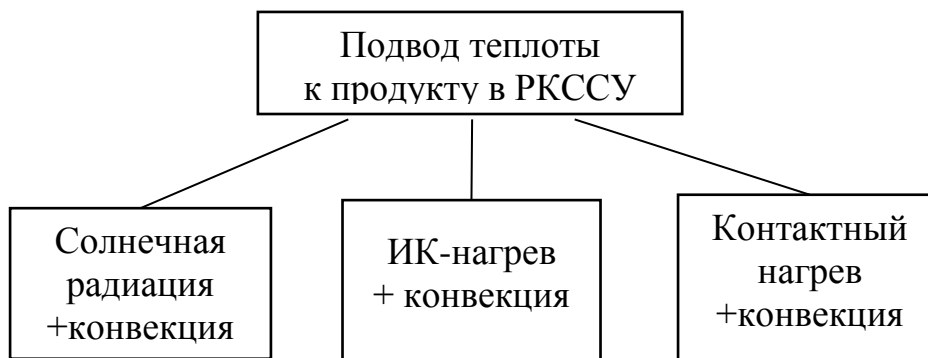 Подвод теплоты
к продукту в РКССУ
Солнечная
радиация
+конвекция
ИК-нагрев
+ конвекция
Контактный
нагрев
+конвекция